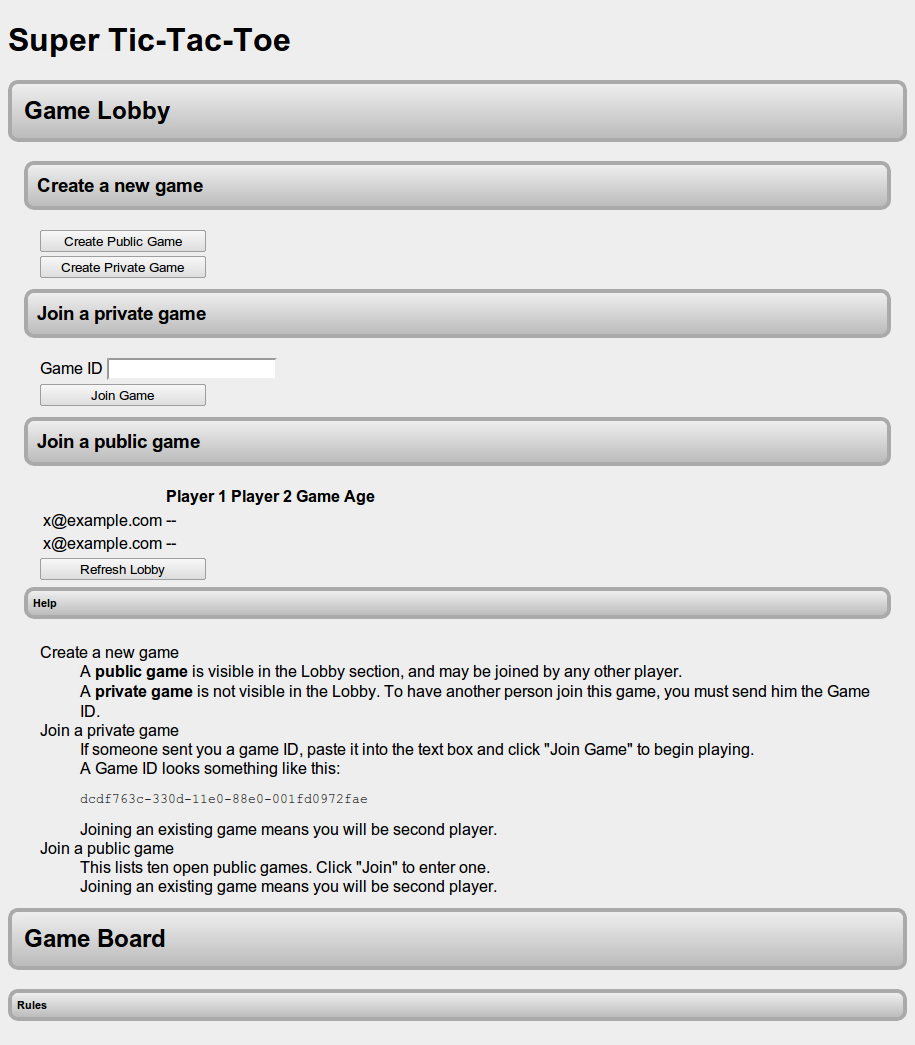 Super Tic-Tac-Toe
Game Lobby
Create a new game
Create Public Game
Create Private Game
Join a private game
Game ID
Join Game
Join a public game
Player 1 Player 2 Game Age
x@example.com --
x@example.com --
Refresh Lobby
Help
Create a new game
A public game is visible in the Lobby section, and may be joined by any other player.
A private game is not visible in the Lobby. To have another person join this game, you must send him the Game
ID.
Join a private game
If someone sent you a game ID, paste it into the text box and click "Join Game" to begin playing.
A Game ID looks something like this:
dcdf763c-330d-11e0-88e0-001fd0972fae
Joining an existing game means you will be second player.
Join a public game
This lists ten open public games. Click "Join" to enter one.
Joining an existing game means you will be second player.
Game Board
Rules